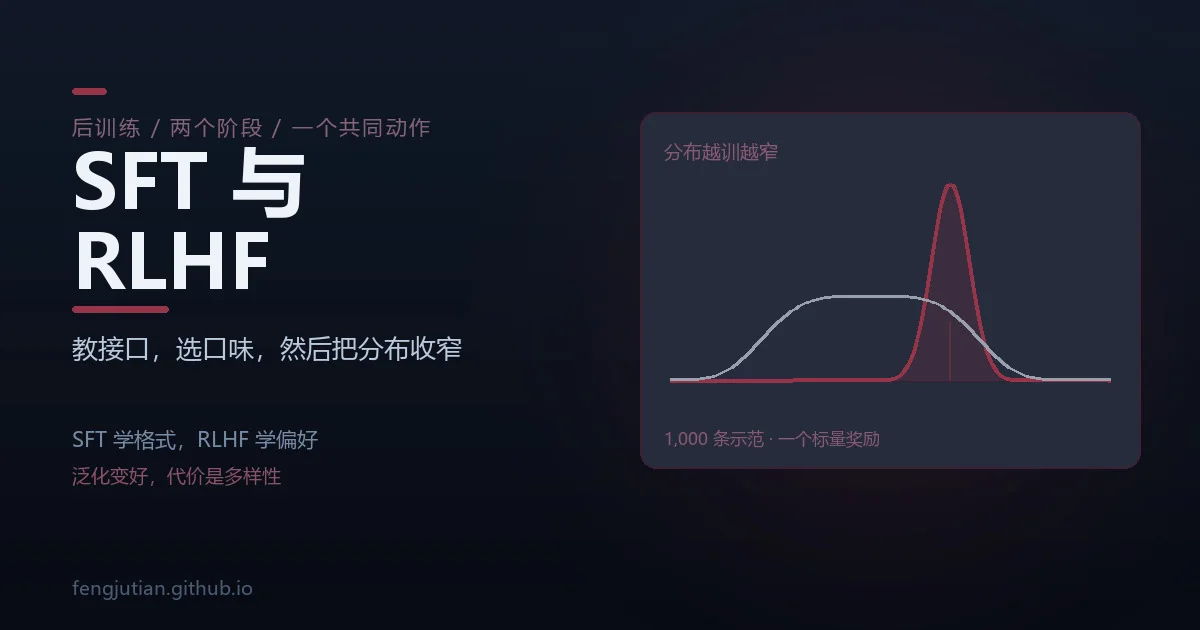 后训练 / 两个阶段 / 一个共同动作
SFT 与
RLHF
教接口，选口味，然后把分布收窄
SFT 学格式，RLHF 学偏好
泛化变好，代价是多样性
fengjutian.github.io
分布越训越窄
1,000 条示范 · 一个标量奖励